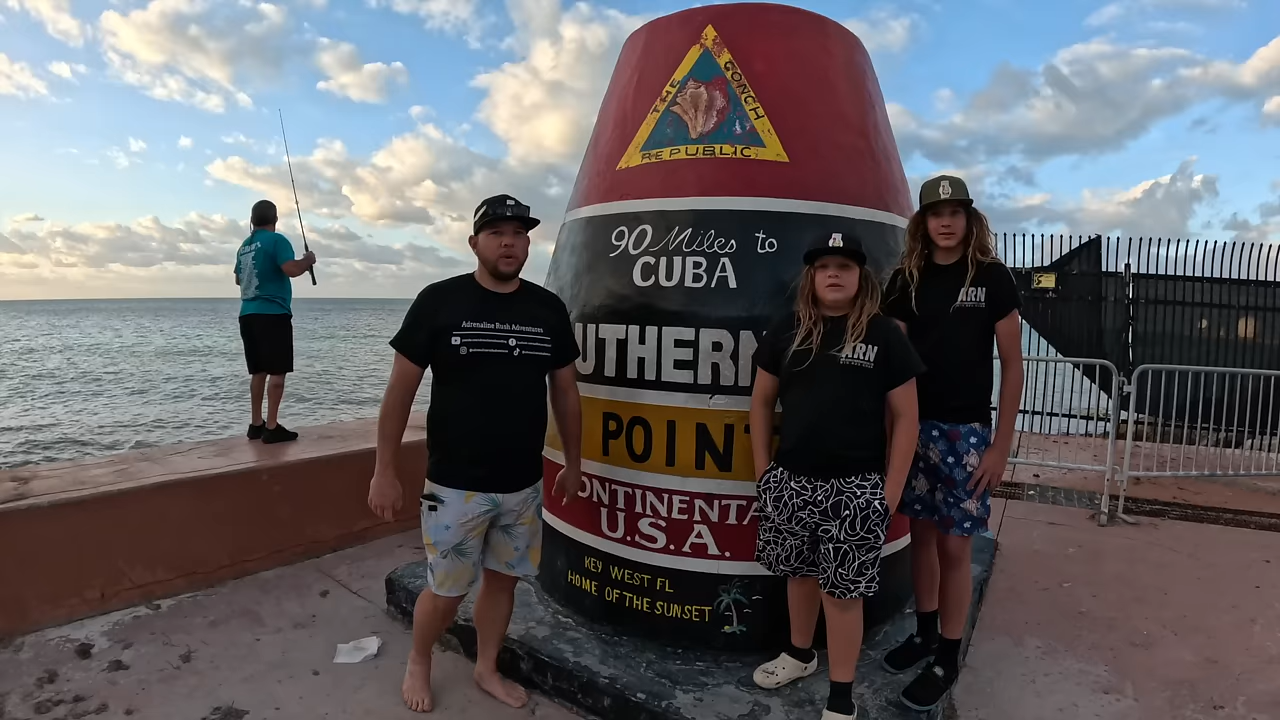 THE CONCH
REPUBLIC
90 Miles to
CUBA
UTHERN
POINT
ONTINENTA
U.S.A.
KEY WEST FL
HOME OF THE SUNSET
Adrenaline Rush Adventures
ARN
ARN